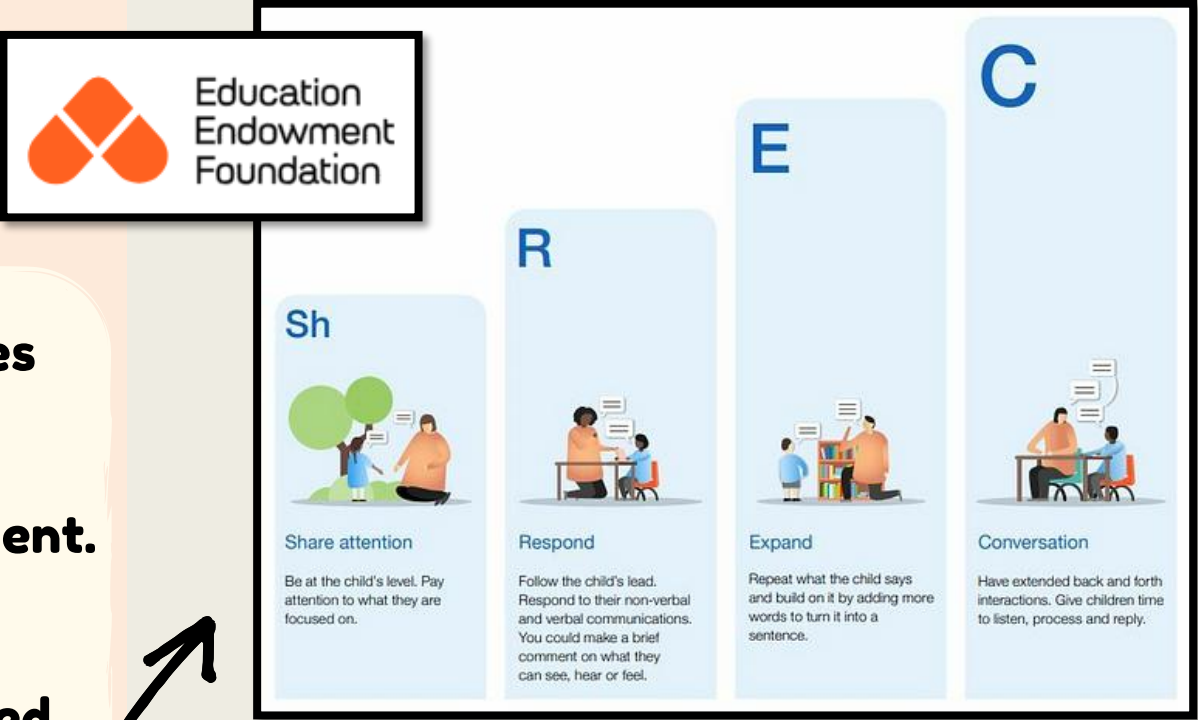 Education
Endowment
Foundation
es
ent.
ed
Sh
Share attention
Be at the child's level. Pay
attention to what they are
focused on.
R
Respond
Follow the child's lead.
Respond to their non-verbal
and verbal communications.
You could make a brief
comment on what they
can see, hear or feel.
E
Expand
Repeat what the child says
and build on it by adding more
words to turn it into a
sentence.
C
Conversation
Have extended back and forth
interactions. Give children time
to listen, process and reply.